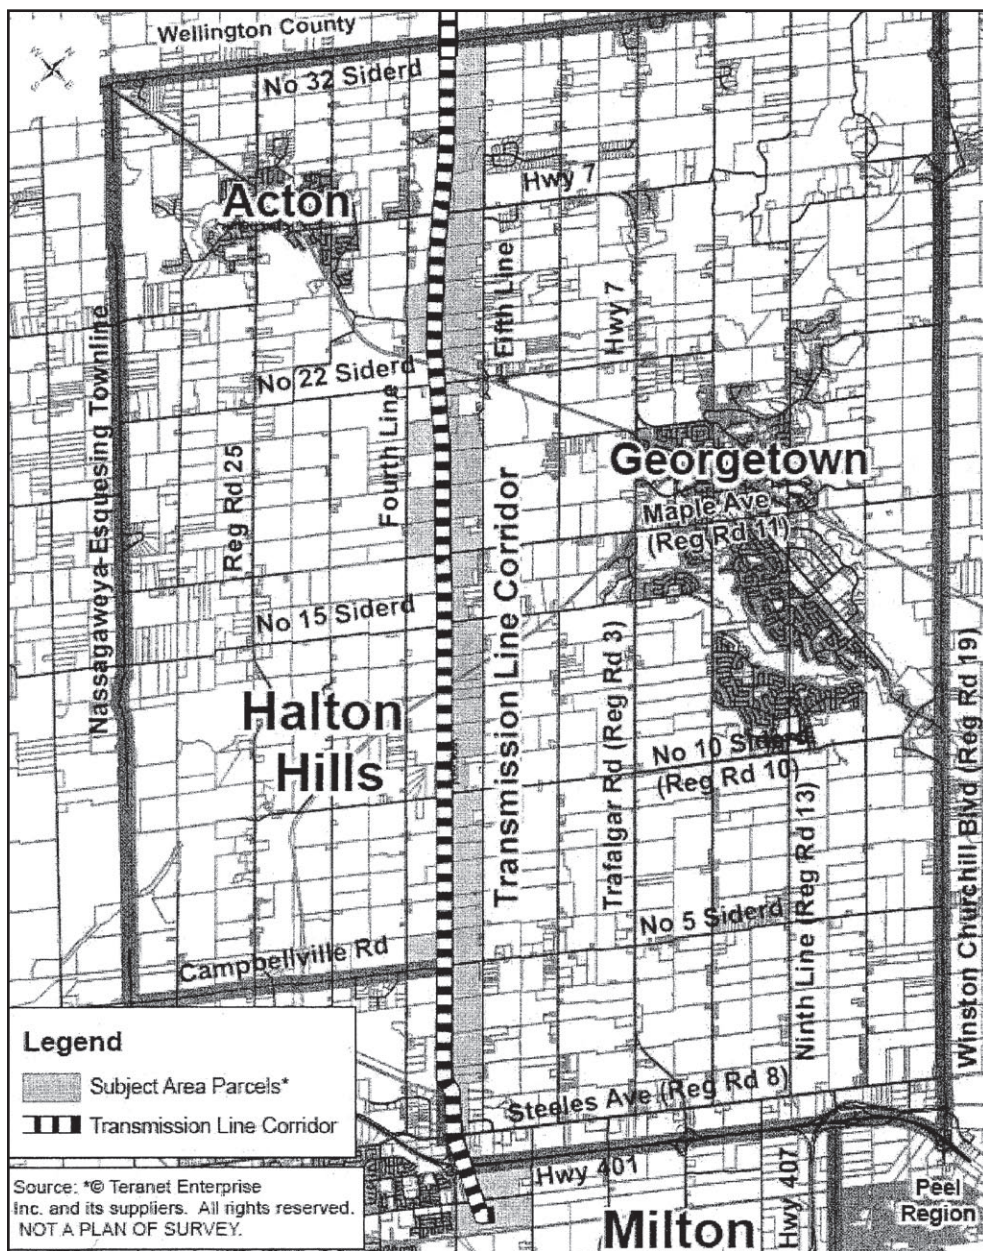 Wellington County
No 32 Siderd
Acton
Hwy 7
Fifth Line
Hwy 7
Nassagaweya-Esquesing Townline
No 22 Siderd
Fourth Line
Reg Rd 25
Georgetown
Maple Ave
(Reg Rd 11)
Transmission Line Corridor
No 15 Siderd
Halton
Hills
Trafalgar Rd (Reg Rd 3)
No 10 Siderd
(Reg Rd 10)
Winston Churchill Blvd (Reg Rd 19)
Ninth Line (Reg Rd 13)
No 5 Siderd
Campbellville Rd
Legend
Subject Area Parcels*
Transmission Line Corridor
Steeles Ave (Reg Rd 8)
Hwy 401
Hwy 407
Peel
Region
Milton
Source: *© Teranet Enterprise
Inc. and its suppliers. All rights reserved.
NOT A PLAN OF SURVEY.